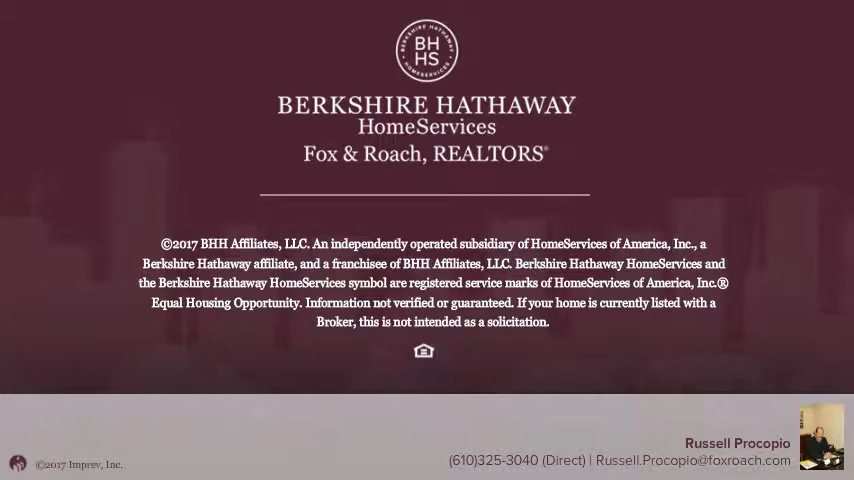 BERKSHIRE HATHAWAY
HOMESERVICES
BH
HS
BERKSHIRE HATHAWAY
HomeServices
Fox & Roach, REALTORS®
©2017 BHH Affiliates, LLC. An independently operated subsidiary of HomeServices of America, Inc., a
Berkshire Hathaway affiliate, and a franchisee of BHH Affiliates, LLC. Berkshire Hathaway HomeServices and
the Berkshire Hathaway HomeServices symbol are registered service marks of HomeServices of America, Inc.®
Equal Housing Opportunity. Information not verified or guaranteed. If your home is currently listed with a
Broker, this is not intended as a solicitation.
Russell Procopio
(610)325-3040 (Direct) | Russell.Procopio@foxroach.com
©2017 Imprev, Inc.